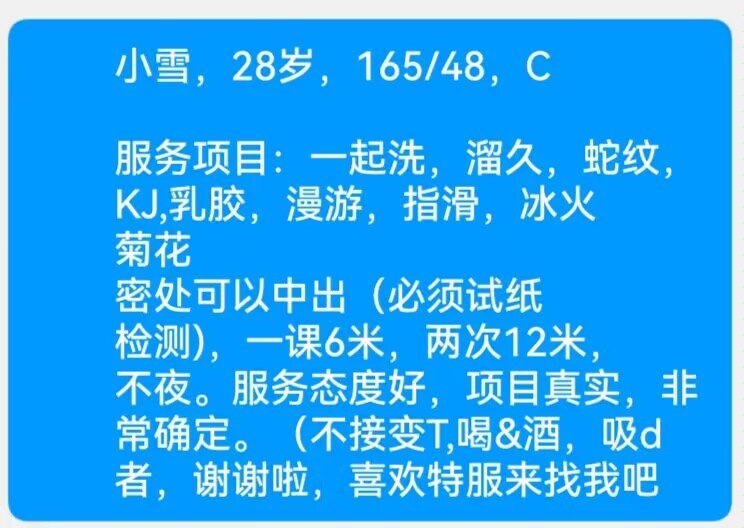 小雪，28岁，165/48，C
服务项目：一起洗，溜久，蛇纹，
KJ,乳胶，漫游，指滑，冰火
菊花
密处可以中出（必须试纸
检测)，一课6米，两次12米，
不夜。服务态度好，项目真实，非
常确定。（不接变T,喝&酒，吸d
者，谢谢啦，喜欢特服来找我吧